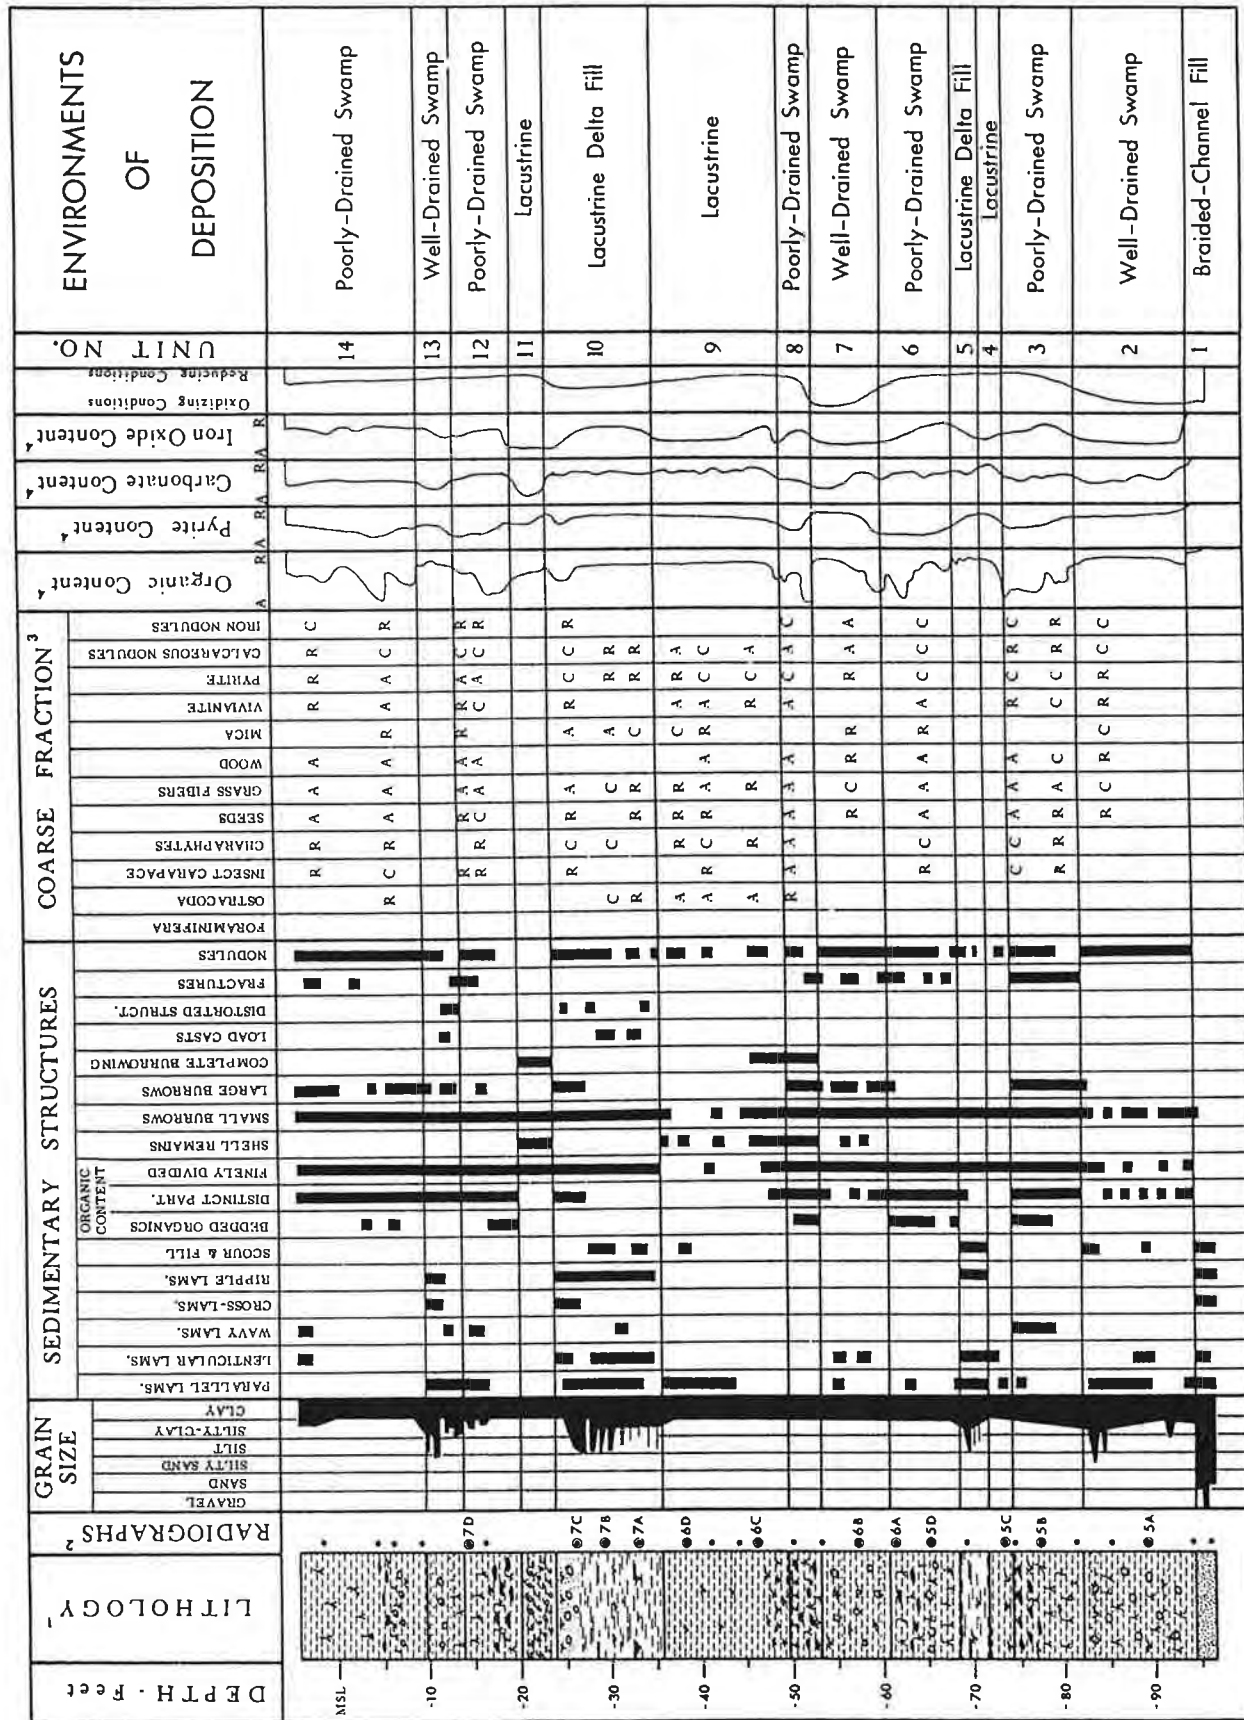 ENVIRONMENTS
OF
DEPOSITION
Poorly-Drained Swamp
Well-Drained Swamp
Poorly-Drained Swamp
Lacustrine
Lacustrine Delta Fill
Lacustrine
Poorly-Drained Swamp
Well-Drained Swamp
Poorly-Drained Swamp
Lacustrine Delta Fill
Lacustrine
Poorly-Drained Swamp
Well-Drained Swamp
Braided-Channel Fill
UNIT NO.
14
13
12
11
10
9
8
7
6
5
4
3
2
1
Reducing Conditions
Oxidizing Conditions
Iron Oxide Content 4
A R
Carbonate Content 4
A R
Pyrite Content 4
A R
Organic Content 4
A R
COARSE FRACTION 3
IRON NODULES
C R R R R C A C C R C
CALCAREOUS NODULES
R C C C C R R A C A A A C R R C
PYRITE
R A A A C R R R C C C R C C C R
VIVIANITE
R A R C R A A R A A R C R
MICA
R R A A C C R R R C
WOOD
A A A A A A R A A C R
GRASS FIBERS
A A A A A C R R A R A C A A A C
SEEDS
A A R C R R R R A R A A R R
CHARAPHYTES
R R R C C R C R A C C R
INSECT CARAPACE
R C R R R R A R C R
OSTRACODA
R C R A A A R
FORAMINIFERA
SEDIMENTARY STRUCTURES
NODULES
FRACTURES
DISTORTED STRUCT.
LOAD CASTS
COMPLETE BURROWING
LARGE BURROWS
SMALL BURROWS
SHELL REMAINS
ORGANIC
CONTENT
FINELY DIVIDED
DISTINCT PART.
BEDDED ORGANICS
SCOUR & FILL
RIPPLE LAMS.
CROSS-LAMS.
WAVY LAMS.
LENTICULAR LAMS.
PARALLEL LAMS.
GRAIN
SIZE
CLAY
SILTY-CLAY
SILT
SILTY SAND
SAND
GRAVEL
RADIOGRAPHS 2
7D
7C
7B
7A
6D
6C
6B
6A
5D
5C
5B
5A
LITHOLOGY 1
DEPTH - Feet
MSL
-10
-20
-30
-40
-50
-60
-70
-80
-90